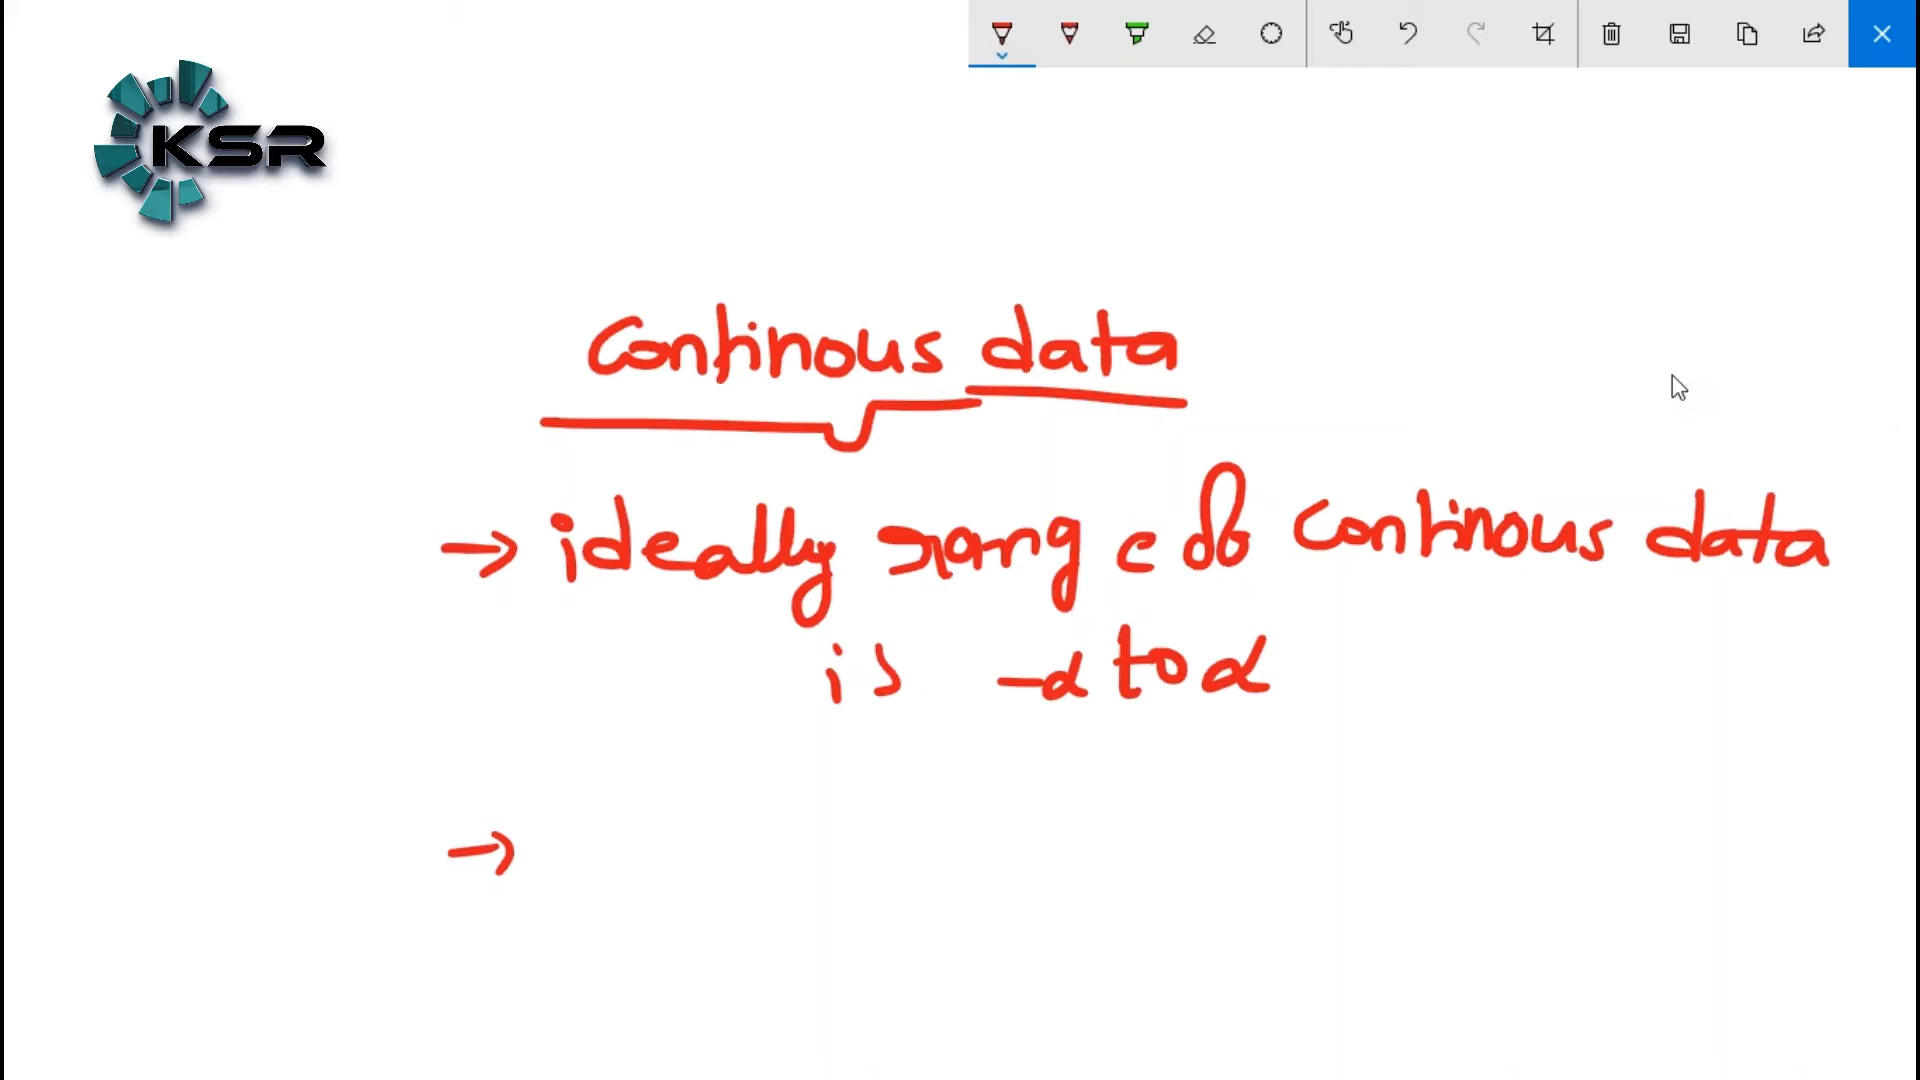 KSR
Continous data
→ ideally range of continous data
is -α to α
→